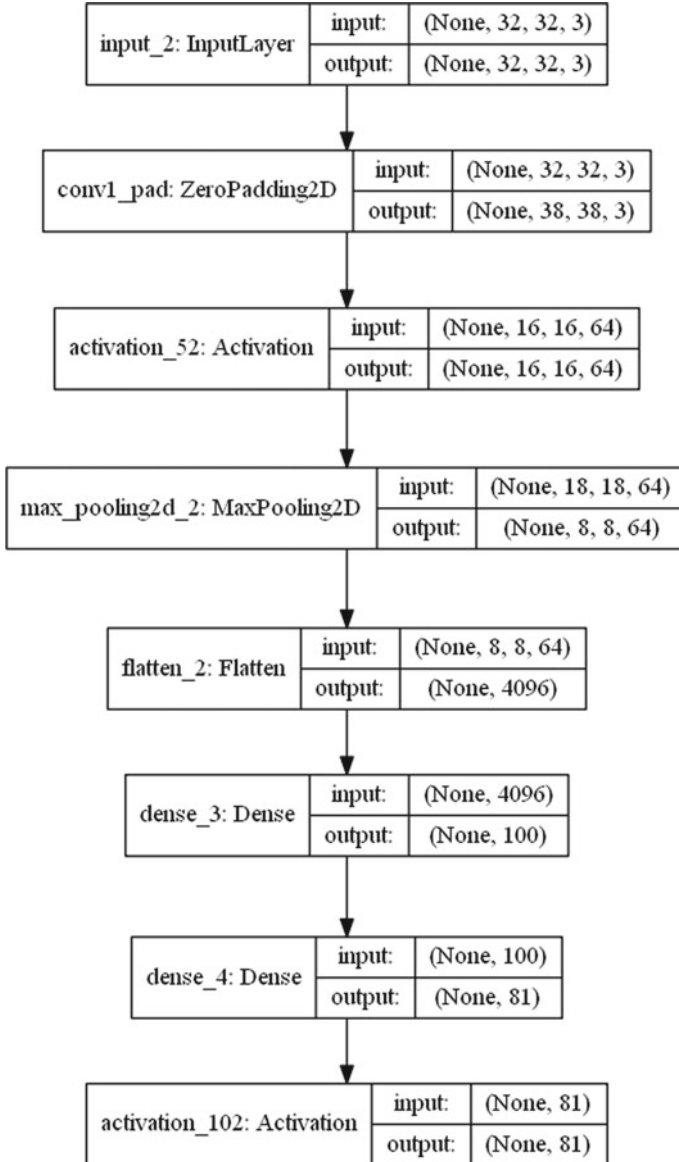 input_2: InputLayer
input: (None, 32, 32, 3)
output: (None, 32, 32, 3)
conv1_pad: ZeroPadding2D
input: (None, 32, 32, 3)
output: (None, 38, 38, 3)
activation_52: Activation
input: (None, 16, 16, 64)
output: (None, 16, 16, 64)
max_pooling2d_2: MaxPooling2D
input: (None, 18, 18, 64)
output: (None, 8, 8, 64)
flatten_2: Flatten
input: (None, 8, 8, 64)
output: (None, 4096)
dense_3: Dense
input: (None, 4096)
output: (None, 100)
dense_4: Dense
input: (None, 100)
output: (None, 81)
activation_102: Activation
input: (None, 81)
output: (None, 81)